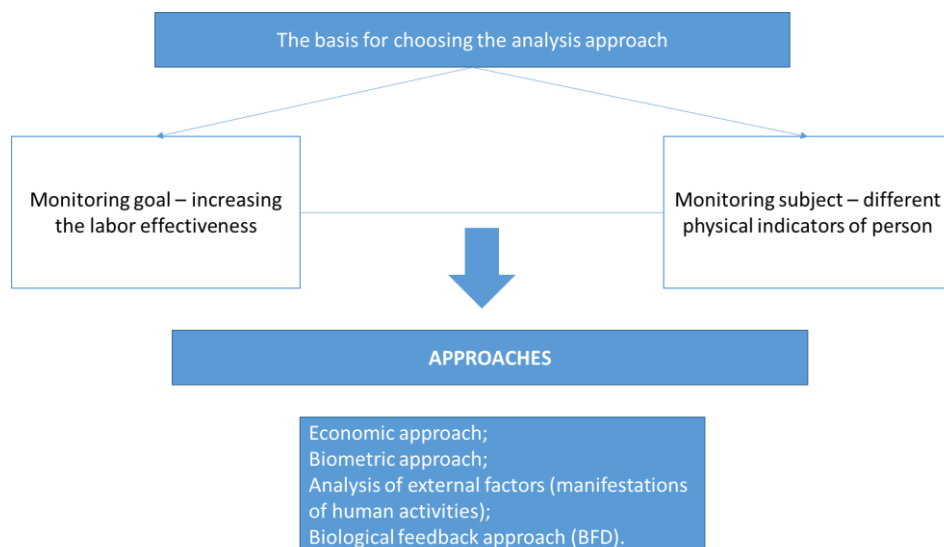 The basis for choosing the analysis approach
Monitoring goal – increasing
the labor effectiveness
Monitoring subject – different
physical indicators of person
APPROACHES
Economic approach;
Biometric approach;
Analysis of external factors (manifestations
of human activities);
Biological feedback approach (BFD).